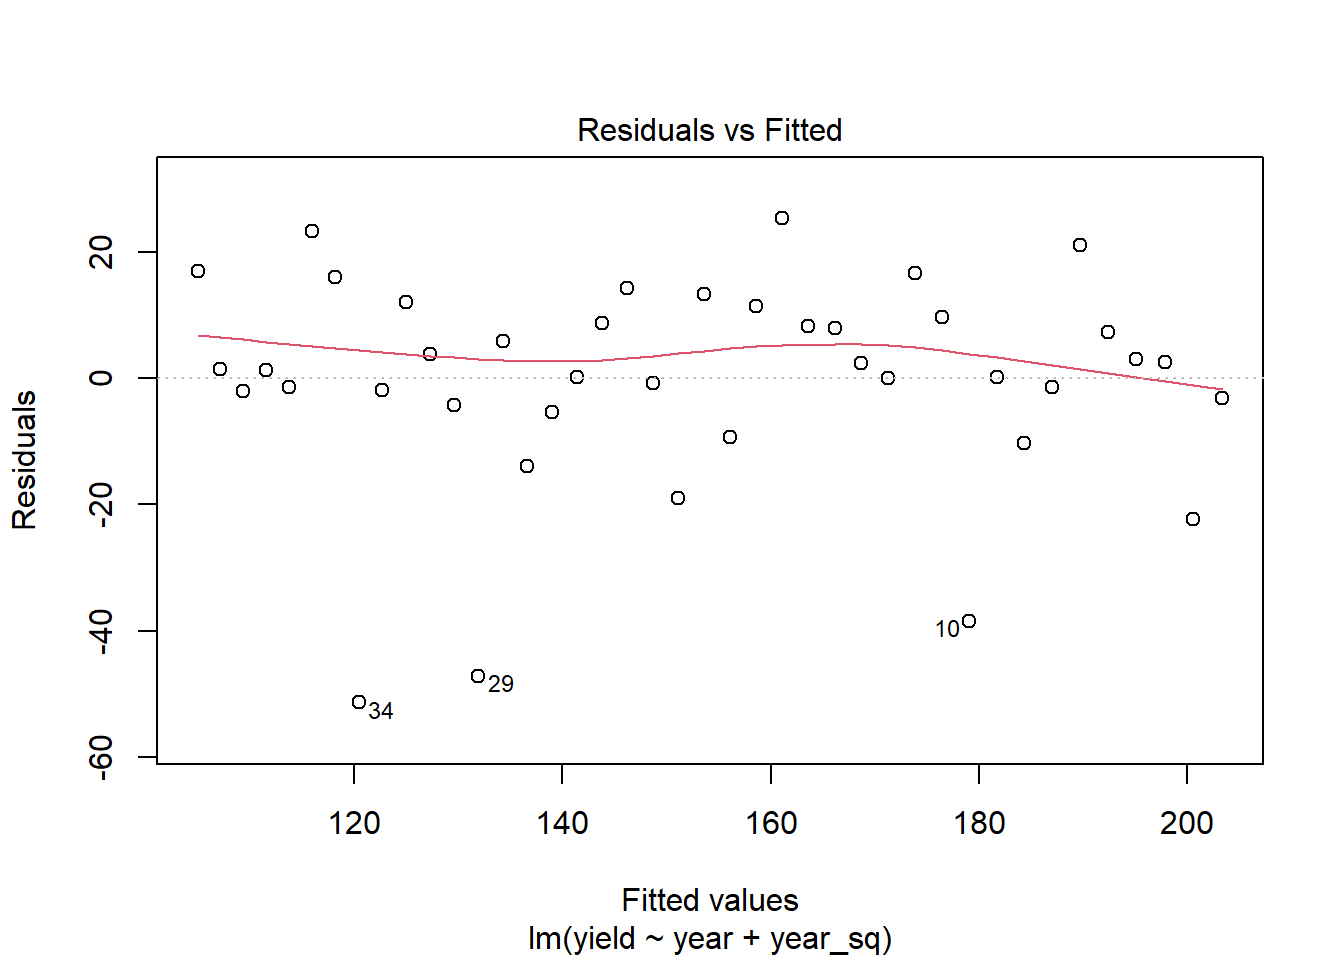 Residuals vs Fitted
Residuals
20
0
-20
-40
-60
10
29
34
120 140 160 180 200
Fitted values
lm(yield ~ year + year_sq)